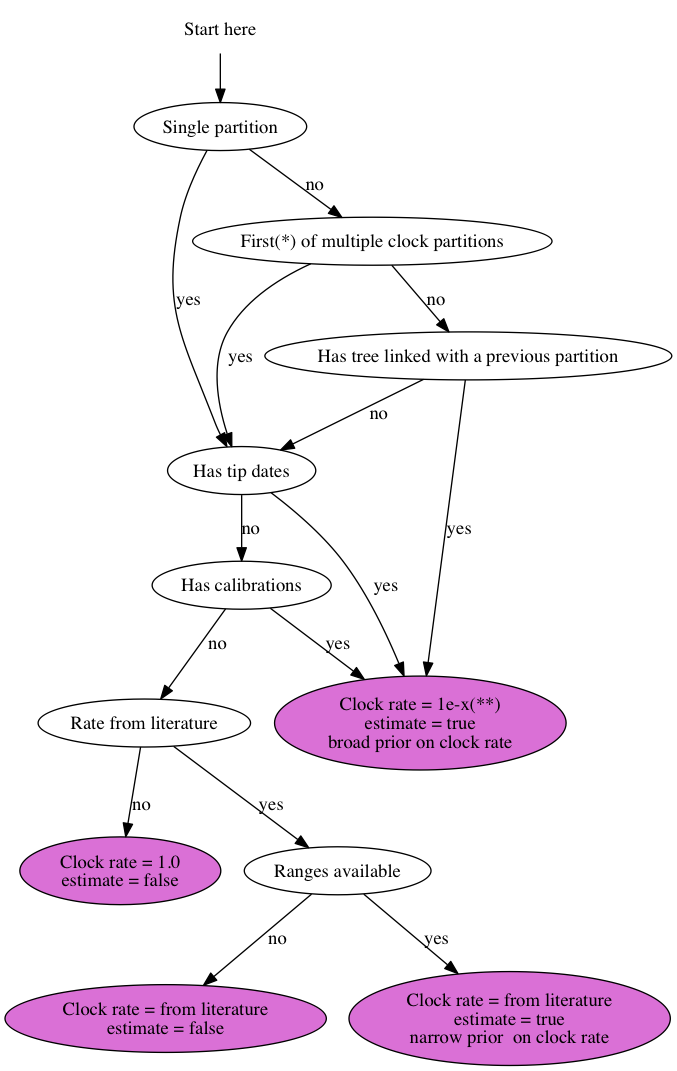 Start here
Single partition
no
First(*) of multiple clock partitions
yes
no
yes
Has tree linked with a previous partition
no
Has tip dates
no
yes
Has calibrations
yes
no
yes
Clock rate = 1e-x(**)
estimate = true
broad prior on clock rate
Rate from literature
no
yes
Clock rate = 1.0
estimate = false
Ranges available
no
yes
Clock rate = from literature
estimate = false
Clock rate = from literature
estimate = true
narrow prior  on clock rate